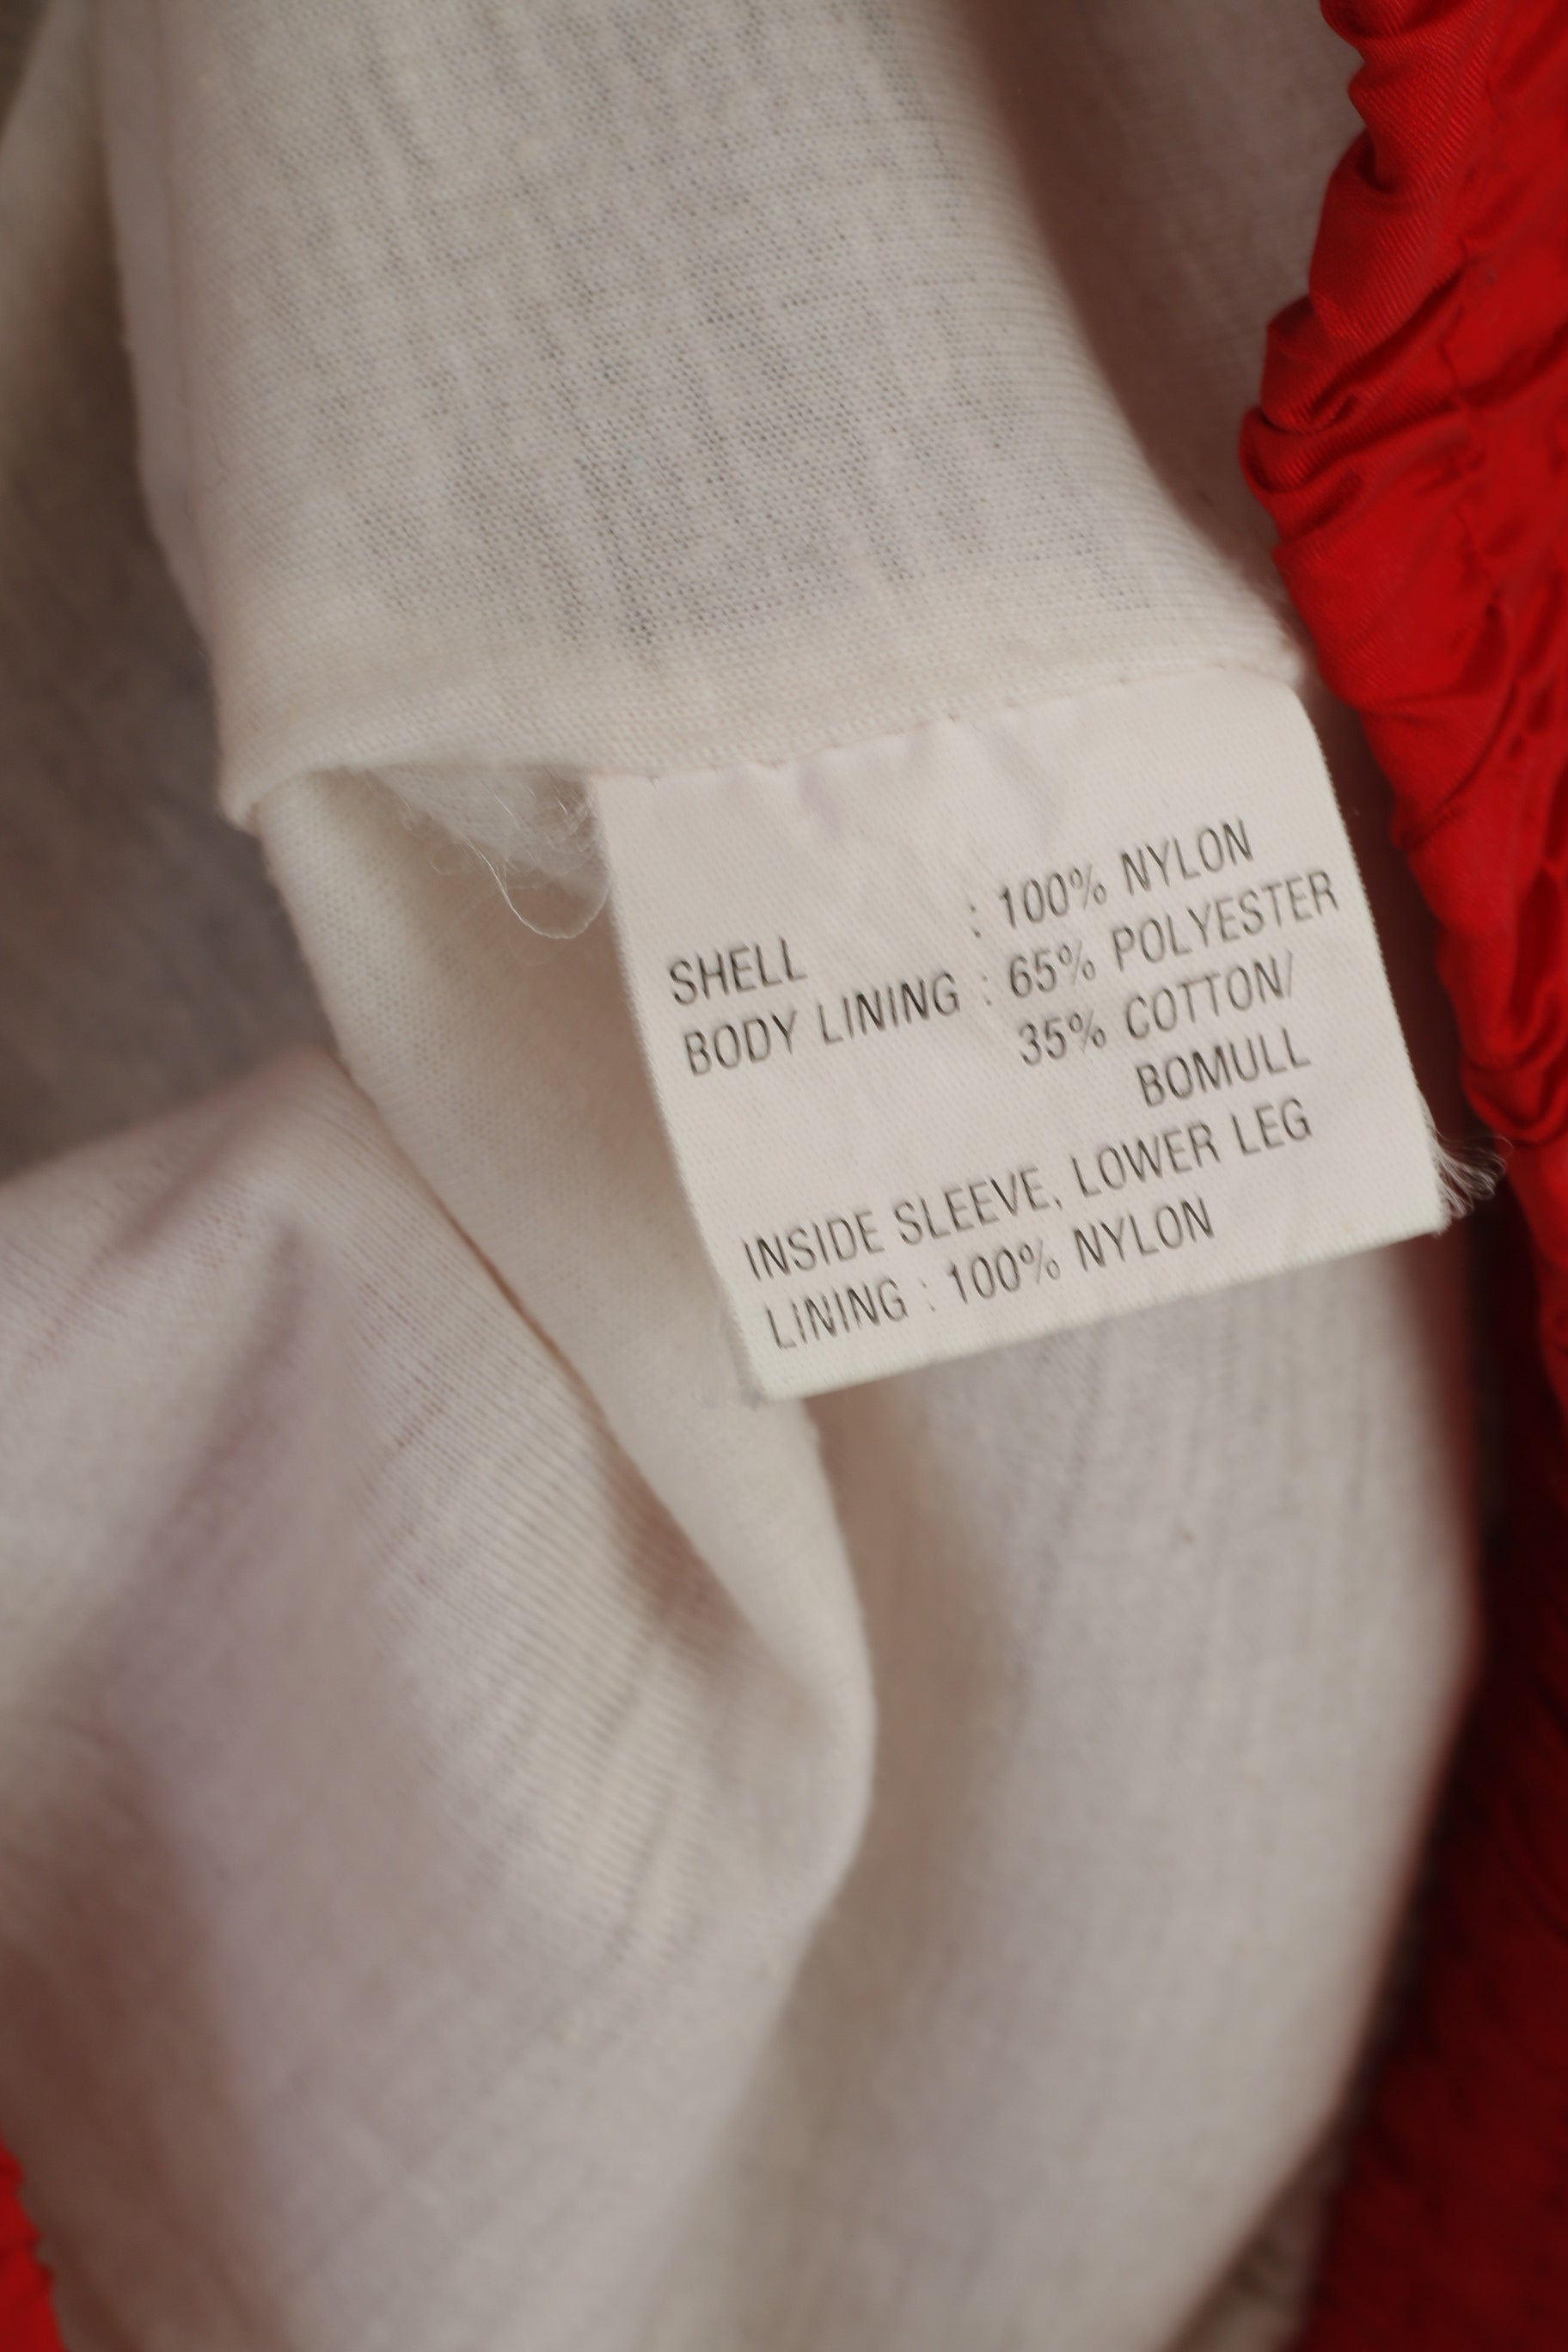 SHELL : 100% NYLON
BODY LINING : 65% POLYESTER
35% COTTON/
BOMULL
INSIDE SLEEVE, LOWER LEG
LINING : 100% NYLON